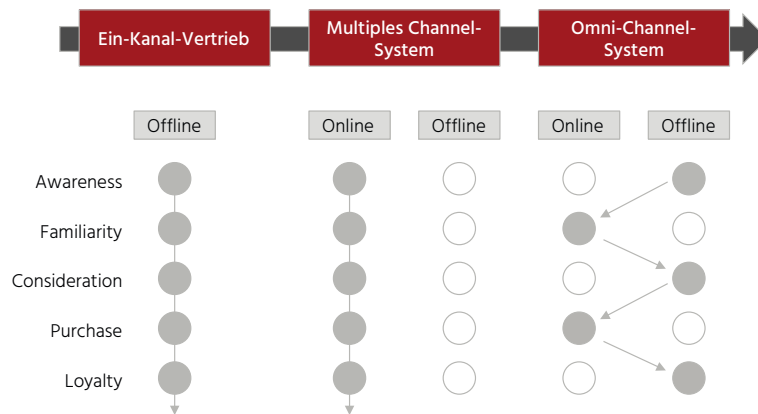 Ein-Kanal-Vertrieb
Multiples Channel-
System
Omni-Channel-
System
Offline
Online
Offline
Online
Offline
Awareness
Familiarity
Consideration
Purchase
Loyalty